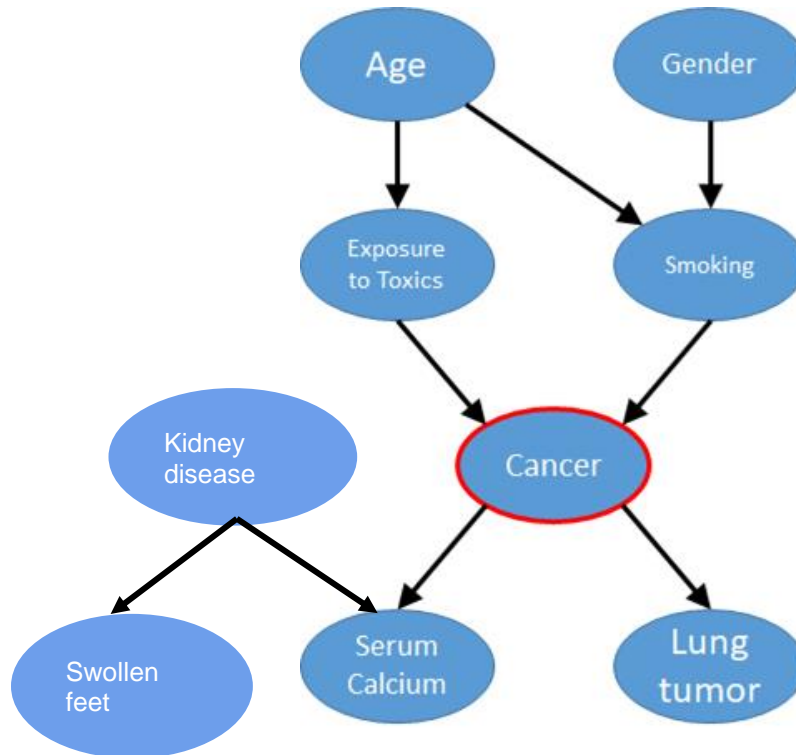 Age
Gender
Exposure
to Toxics
Smoking
Kidney
disease
Cancer
Swollen
feet
Serum
Calcium
Lung
tumor